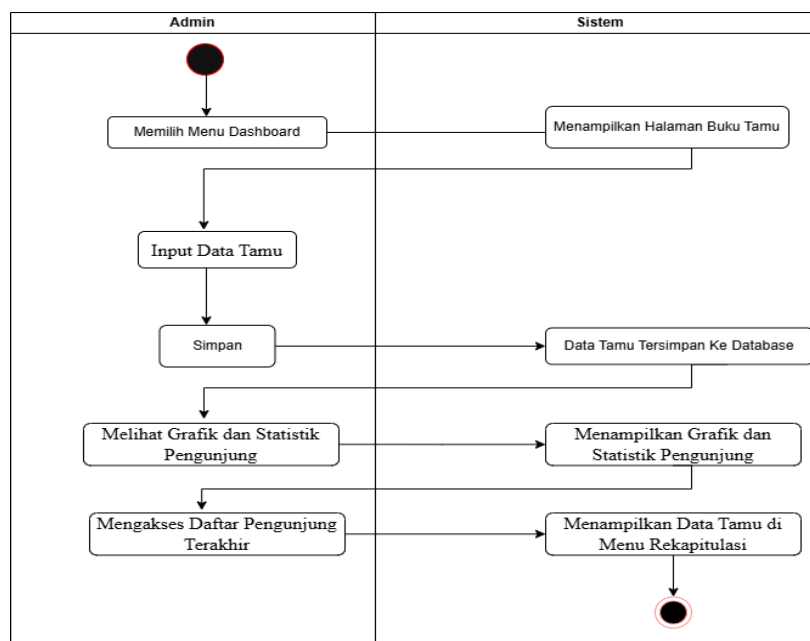 Admin
Sistem
Memilih Menu Dashboard
Menampilkan Halaman Buku Tamu
Input Data Tamu
Simpan
Data Tamu Tersimpan Ke Database
Melihat Grafik dan Statistik
Pengunjung
Menampilkan Grafik dan
Statistik Pengunjung
Mengakses Daftar Pengunjung
Terakhir
Menampilkan Data Tamu di
Menu Rekapitulasi